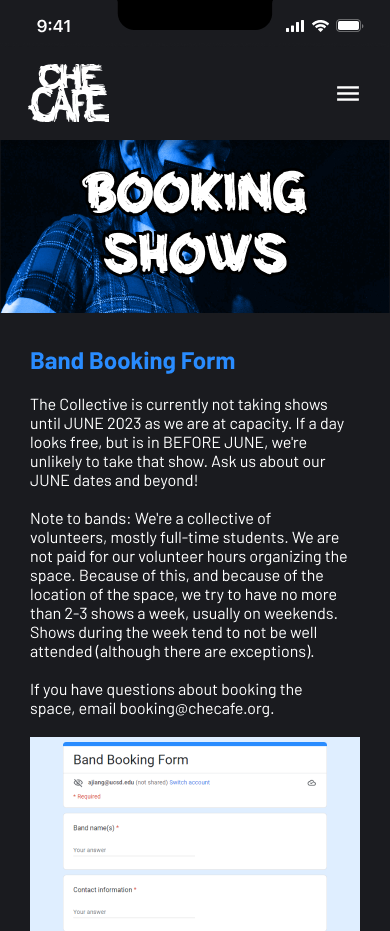 9:41
CHE
CAFE
BOOKING
SHOWS
Band Booking Form
The Collective is currently not taking shows
until JUNE 2023 as we are at capacity. If a day
looks free, but is in BEFORE JUNE, we're
unlikely to take that show. Ask us about our
JUNE dates and beyond!
Note to bands: We're a collective of
volunteers, mostly full-time students. We are
not paid for our volunteer hours organizing the
space. Because of this, and because of the
location of the space, we try to have no more
than 2-3 shows a week, usually on weekends.
Shows during the week tend to not be well
attended (although there are exceptions).
If you have questions about booking the
space, email booking@checafe.org.
Band Booking Form
ajiang@ucsd.edu (not shared) Switch account
* Required
Band name(s) *
Your answer
Contact information *
Your answer